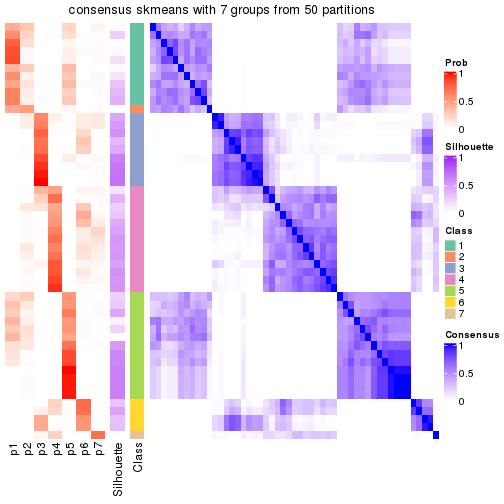 consensus skmeans with 7 groups from 50 partitions
Prob
1
0.5
0
Silhouette
1
0.5
0
Class
1
2
3
4
5
6
7
Consensus
1
0.5
0
p1
p2
p3
p4
p5
p6
p7
Silhouette
Class